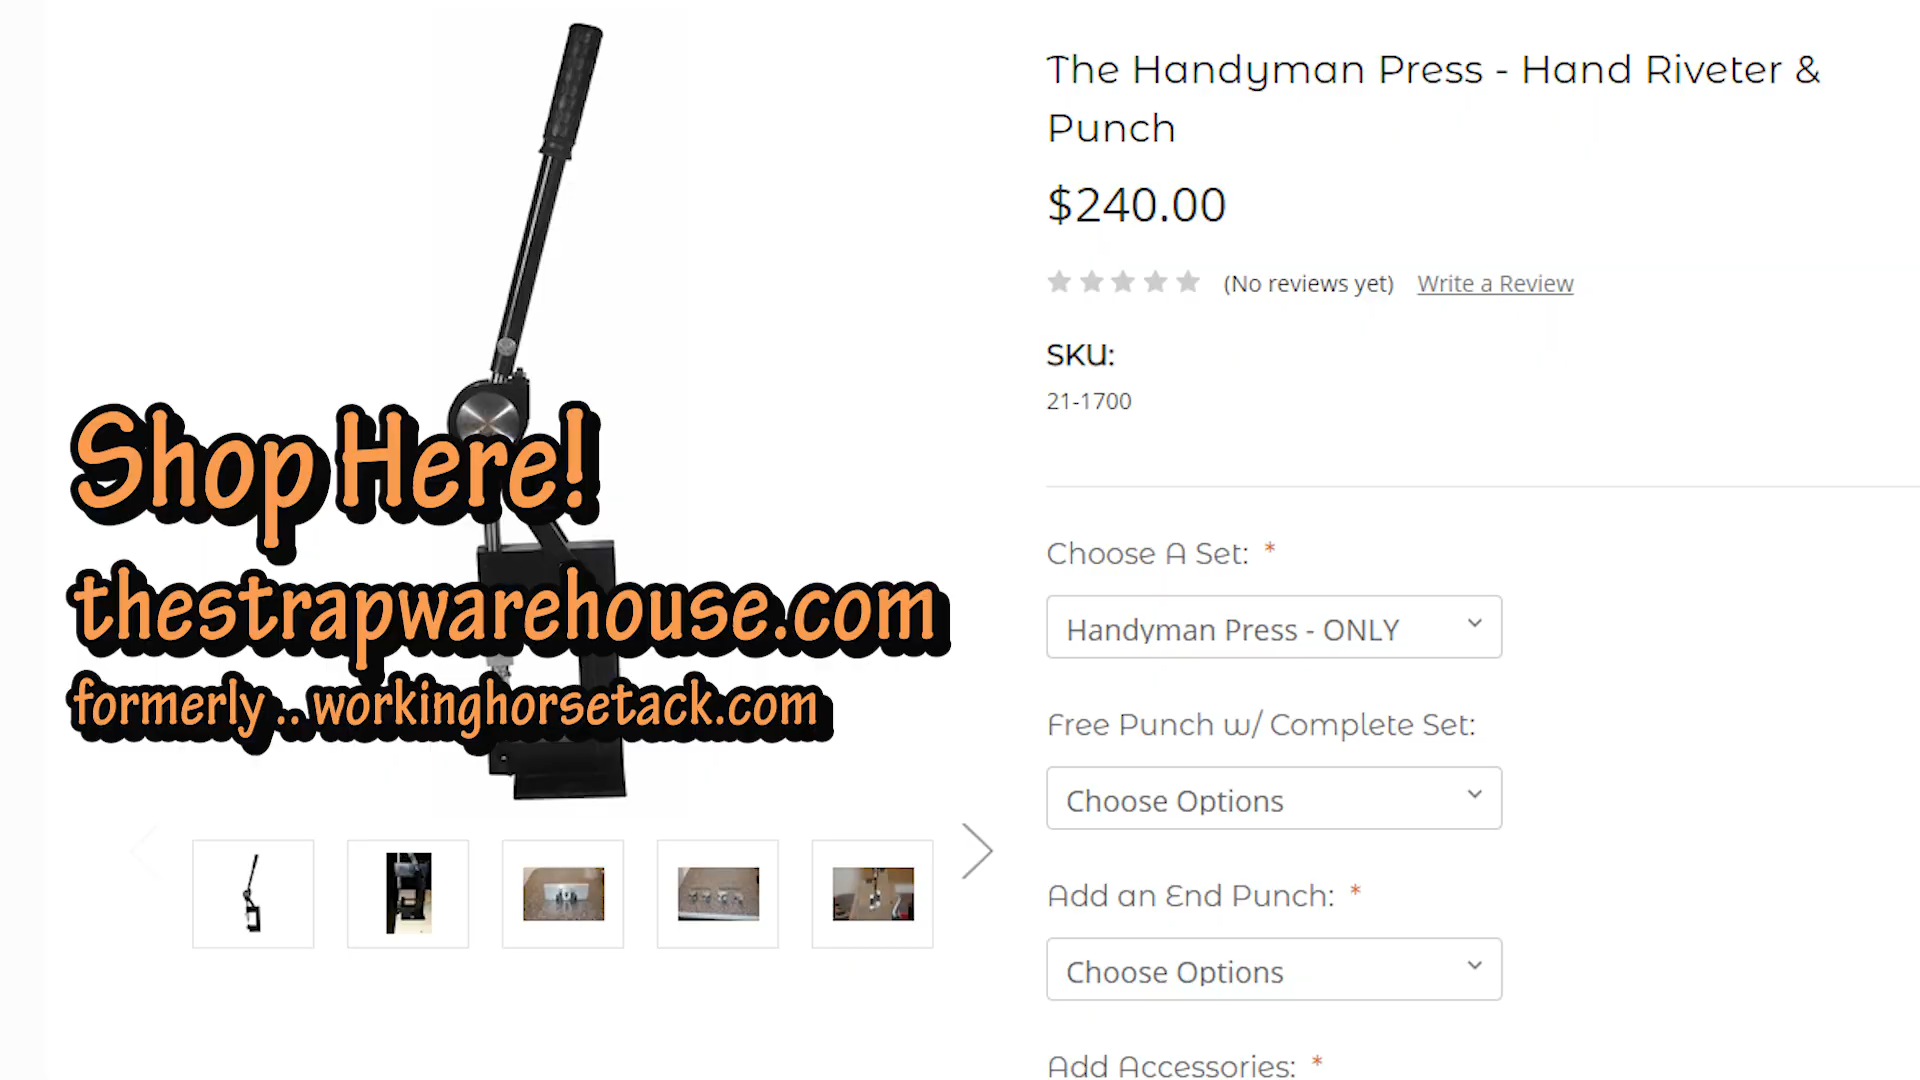 The Handyman Press - Hand Riveter &
Punch
$240.00
(No reviews yet) Write a Review
SKU:
21-1700
Shop Here!
thestrapwarehouse.com
formerly .. workinghorsetack.com
Choose A Set: *
Handyman Press - ONLY
Free Punch w/ Complete Set:
Choose Options
Add an End Punch: *
Choose Options
Add Accessories: *